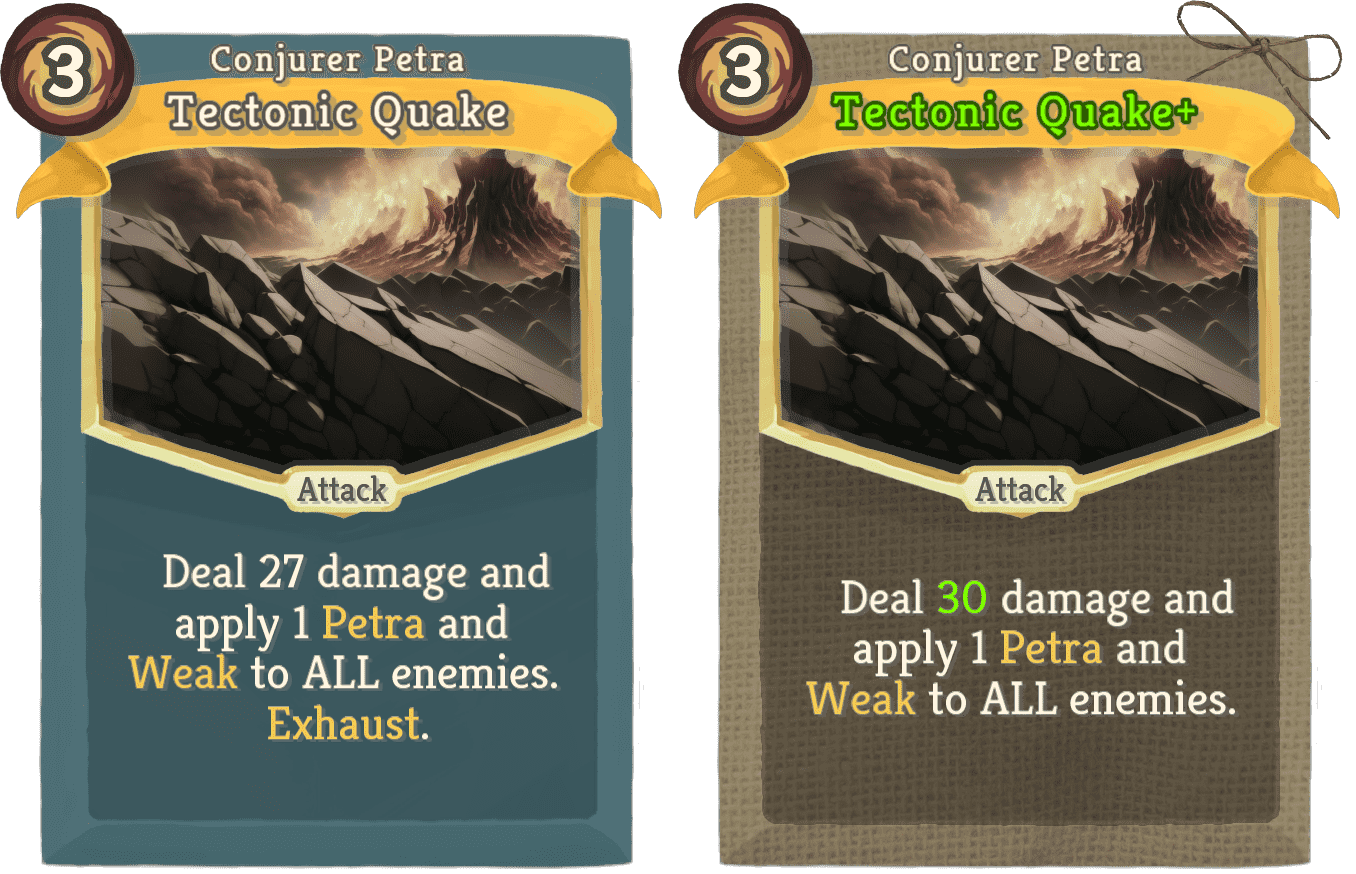 3
Conjurer Petra
Tectonic Quake
Attack
Deal 27 damage and
apply 1 Petra and
Weak to ALL enemies.
Exhaust.
3
Conjurer Petra
Tectonic Quake+
Attack
Deal 30 damage and
apply 1 Petra and
Weak to ALL enemies.